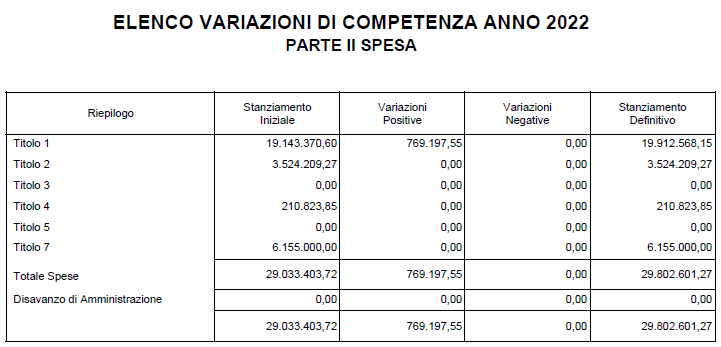 ELENCO VARIAZIONI DI COMPETENZA ANNO 2022
PARTE II SPESA
Riepilogo Stanziamento Iniziale Variazioni Positive Variazioni Negative Stanziamento Definitivo
Titolo 1 19.143.370,60 769.197,55 0,00 19.912.568,15
Titolo 2 3.524.209,27 0,00 0,00 3.524.209,27
Titolo 3 0,00 0,00 0,00 0,00
Titolo 4 210.823,85 0,00 0,00 210.823,85
Titolo 5 0,00 0,00 0,00 0,00
Titolo 7 6.155.000,00 0,00 0,00 6.155.000,00
Totale Spese 29.033.403,72 769.197,55 0,00 29.802.601,27
Disavanzo di Amministrazione 0,00 0,00 0,00 0,00
29.033.403,72 769.197,55 0,00 29.802.601,27